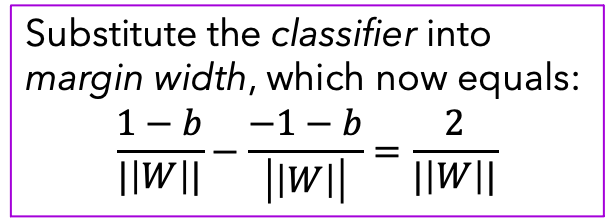 Substitute the classifier into
margin width, which now equals:
1 − b / ||W|| − −1 − b / ||W|| = 2 / ||W||